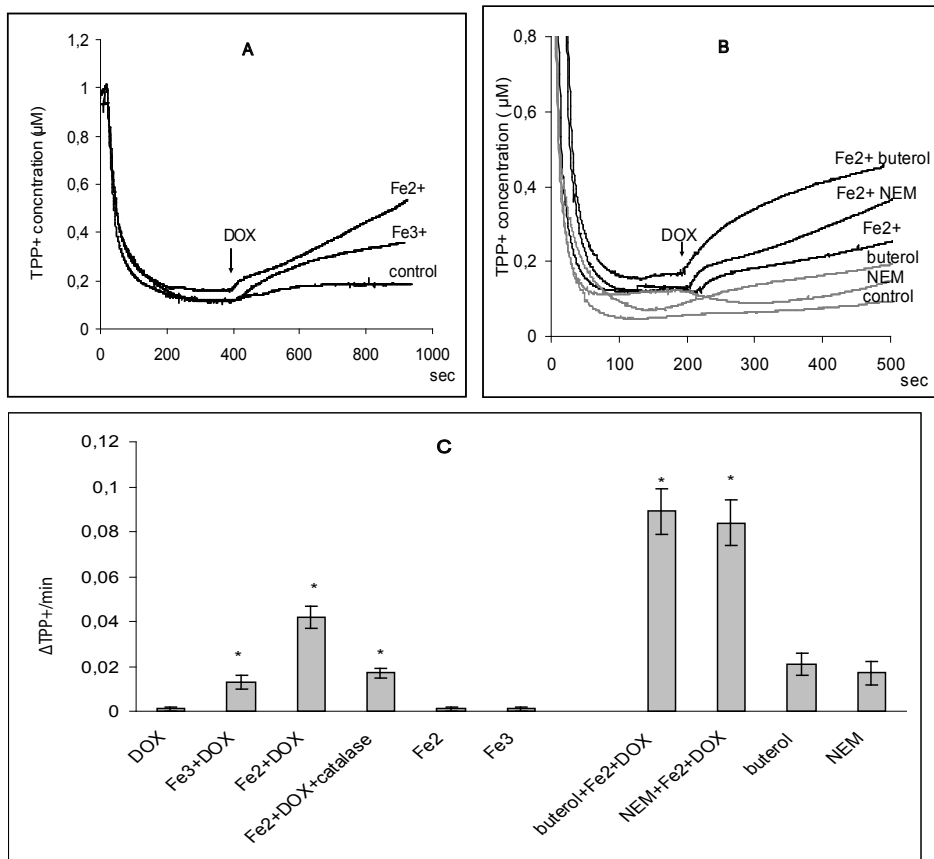 A
1,2
1
0,8
0,6
0,4
0,2
0
TPP+ concntration (µM)
Fe2+
Fe3+
DOX
control
0
200
400
600
800
1000
sec
B
0,8
0,6
0,4
0,2
0
TPP+ concentration ( µM)
Fe2+ buterol
Fe2+ NEM
DOX
Fe2+
buterol
NEM
control
0
100
200
300
400
500
sec
C
0,12
0,1
0,08
0,06
0,04
0,02
0
ΔTPP+/min
*
*
*
*
*
DOX
Fe3+DOX
Fe2+DOX
Fe2+DOX+catalase
Fe2
Fe3
buterol+Fe2+DOX
NEM+Fe2+DOX
buterol
NEM